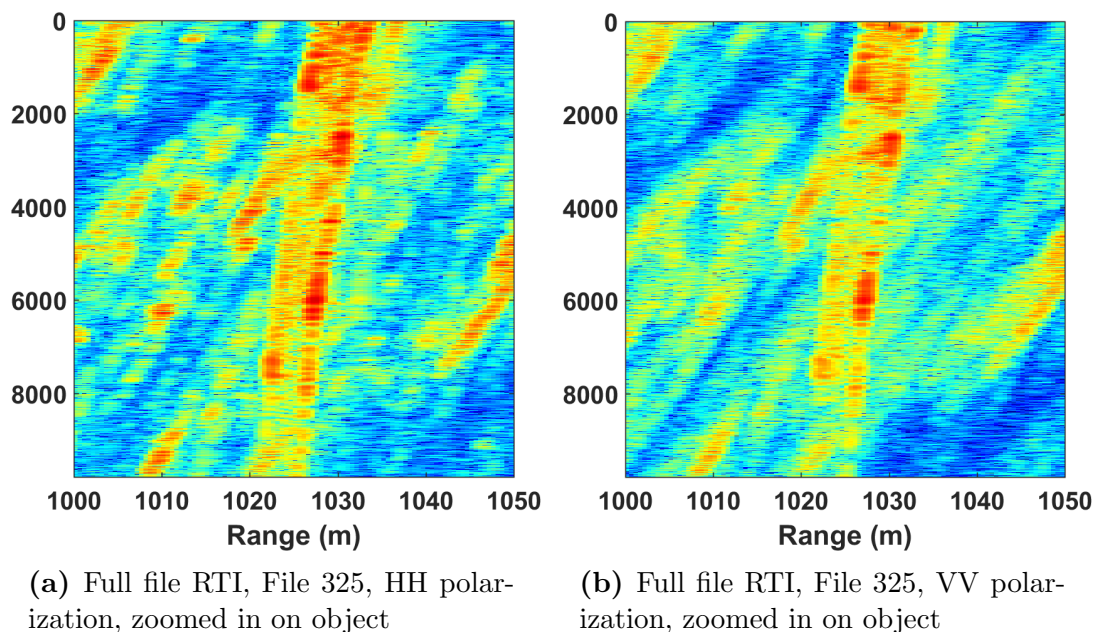 0
2000
4000
6000
8000
1000 1010 1020 1030 1040 1050
Range (m)
(a) Full file RTI, File 325, HH polar-
ization, zoomed in on object
0
2000
4000
6000
8000
1000 1010 1020 1030 1040 1050
Range (m)
(b) Full file RTI, File 325, VV polar-
ization, zoomed in on object